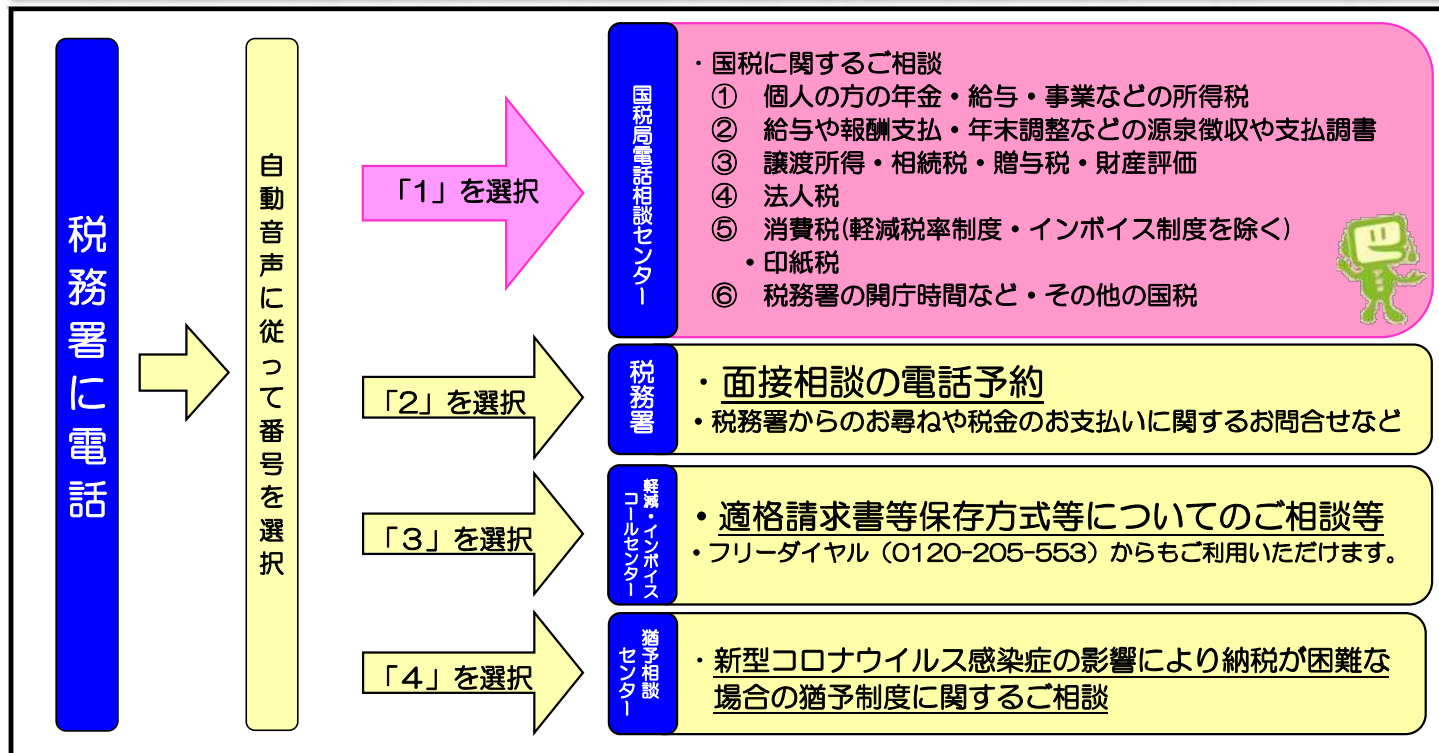 税務署に電話
自動音声に従って番号を選択
「1」を選択
国税局電話相談センター
・国税に関するご相談
① 個人の方の年金・給与・事業などの所得税
② 給与や報酬支払・年末調整などの源泉徴収や支払調書
③ 譲渡所得・相続税・贈与税・財産評価
④ 法人税
⑤ 消費税(軽減税率制度・インボイス制度を除く)
・印紙税
⑥ 税務署の開庁時間など・その他の国税
「2」を選択
税務署
・面接相談の電話予約
・税務署からのお尋ねや税金のお支払いに関するお問合せなど
「3」を選択
軽減・インボイス
コールセンター
・適格請求書等保存方式等についてのご相談等
・フリーダイヤル（0120-205-553）からもご利用いただけます。
「4」を選択
猶予相談
センター
・新型コロナウイルス感染症の影響により納税が困難な
場合の猶予制度に関するご相談